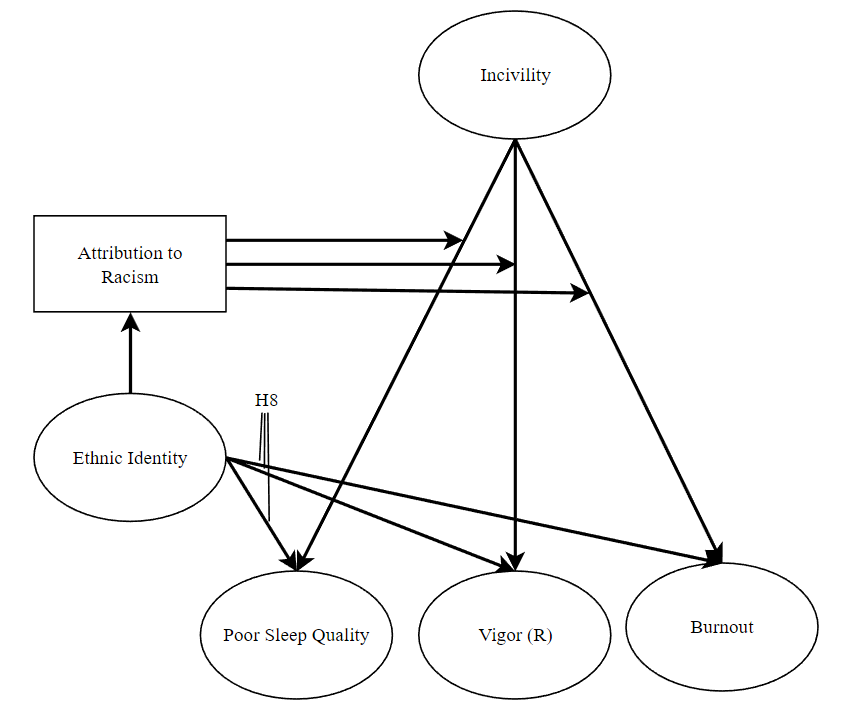 Incivility
Attribution to
Racism
H8
Ethnic Identity
Poor Sleep Quality
Vigor (R)
Burnout